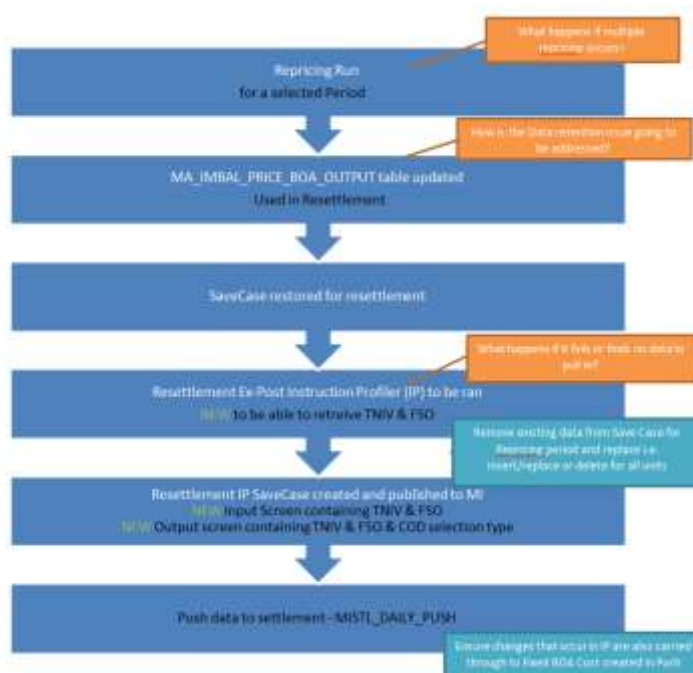 What happens if multiple
repricing occurs?
Repricing Run
for a selected Period
How is the Data retention issue going to
be addressed?
MA_IMBAL_PRICE_BOA_OUTPUT table updated
Used in Resettlement
SaveCase restored for resettlement
What happens if it fails or finds no data to
pull in?
Resettlement Ex-Post Instruction Profiler (IP) to be ran
NEW to be able to retreive TNIV & FSO
Remove existing data from Save Case for
Repricing period and replace i.e.
insert/replace or delete for all units
Resettlement IP SaveCase created and published to MI
NEW Input Screen containing TNIV & FSO
NEW Output screen containing TNIV & FSO & COD selection type
Push data to settlement - MISTL_DAILY_PUSH
Ensure changes that occur in IP are also carried
through to Fixed BOA Cost created in Push